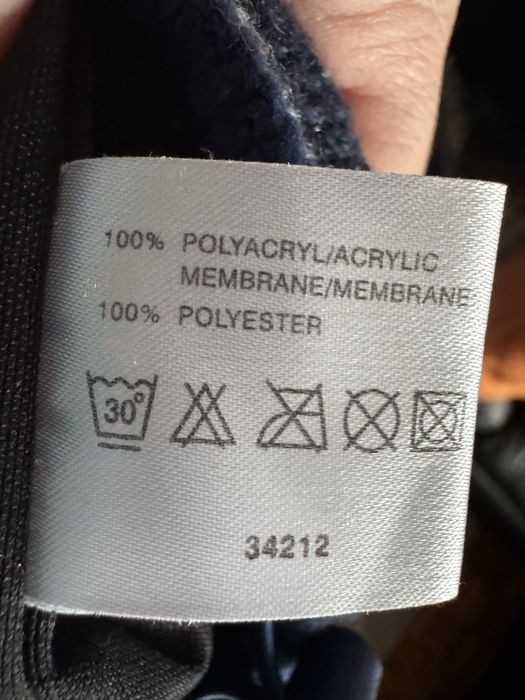 100% POLYACRYL/ACRYLIC
MEMBRANE/MEMBRANE
100% POLYESTER
30°
34212